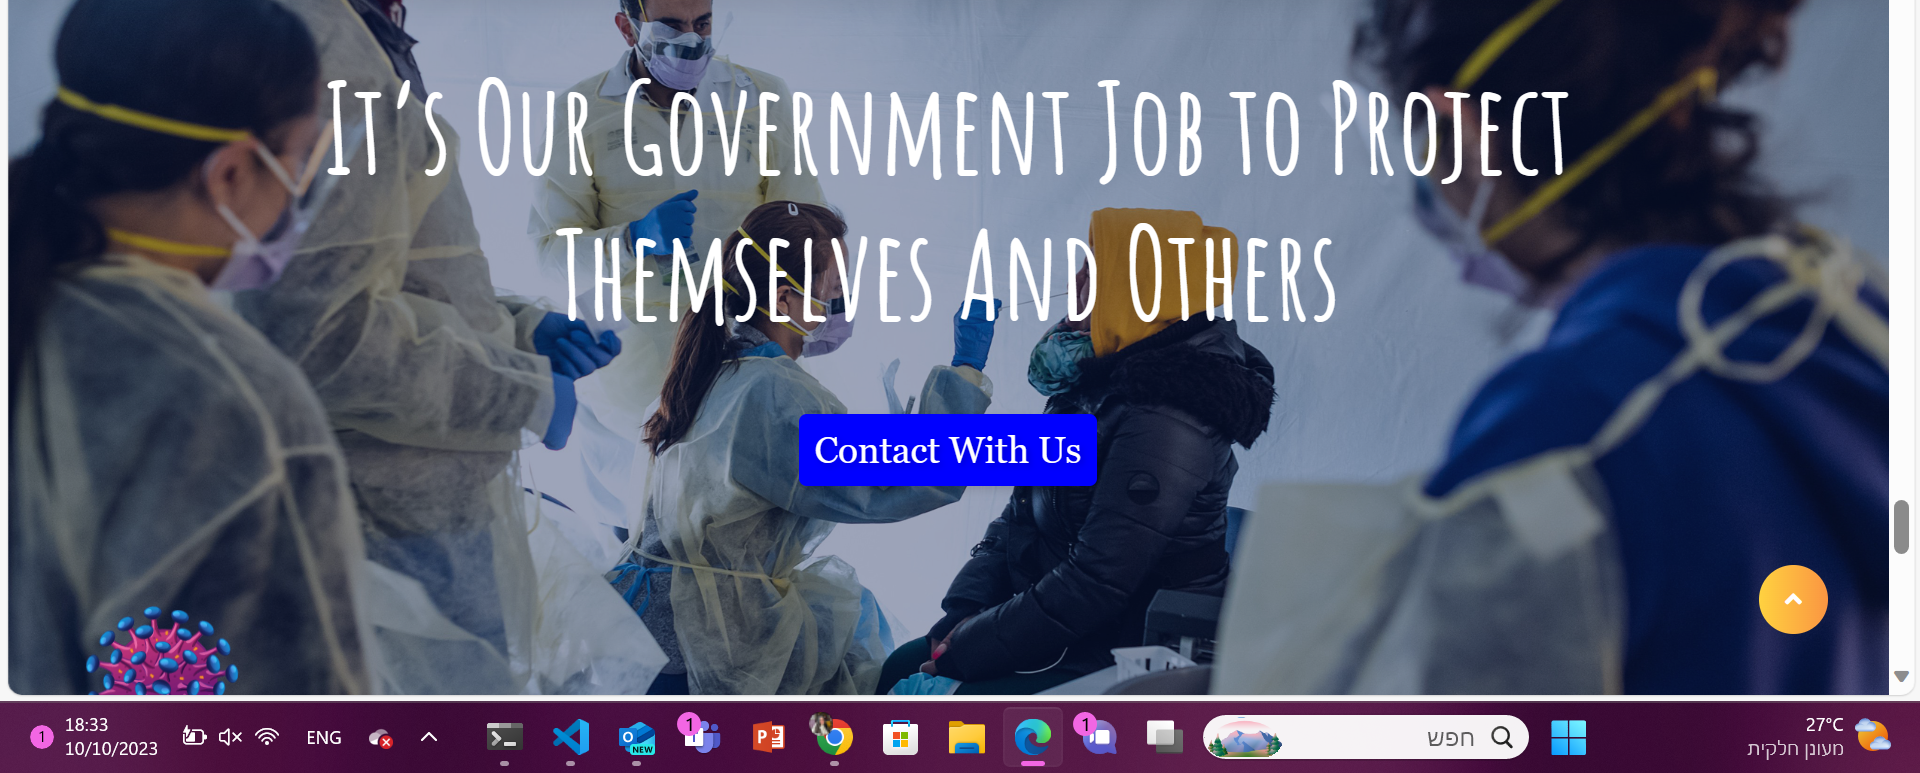 It's Our Government Job to Project
Themselves And Others
Contact With Us
1
18:33
10/10/2023
ENG
NEW
1
1
חפש
27°C
מעונן חלקית